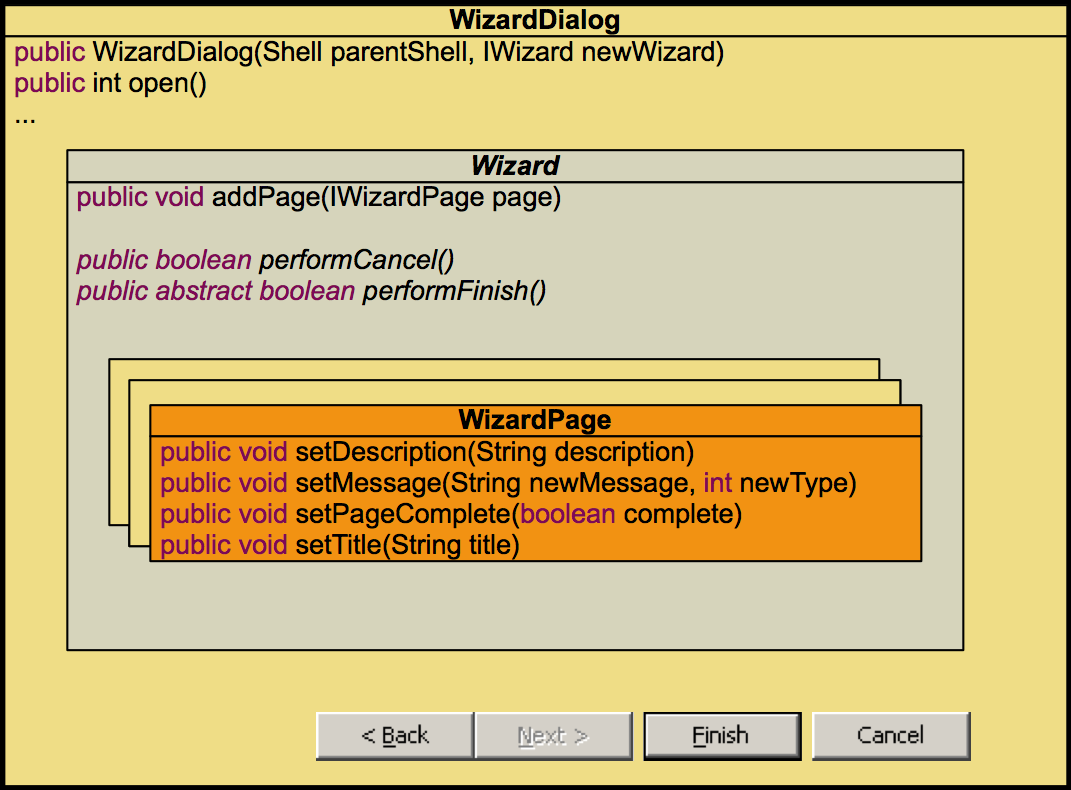 WizardDialog
public WizardDialog(Shell parentShell, IWizard newWizard)
public int open()
...
Wizard
public void addPage(IWizardPage page)
public boolean performCancel()
public abstract boolean performFinish()
WizardPage
public void setDescription(String description)
public void setMessage(String newMessage, int newType)
public void setPageComplete(boolean complete)
public void setTitle(String title)
< Back Next > Finish Cancel